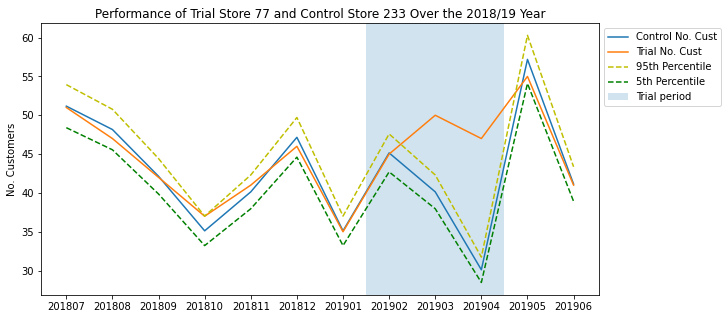 Performance of Trial Store 77 and Control Store 233 Over the 2018/19 Year
No. Customers
60
55
50
45
40
35
30
201807 201808 201809 201810 201811 201812 201901 201902 201903 201904 201905 201906
Control No. Cust
Trial No. Cust
95th Percentile
5th Percentile
Trial period